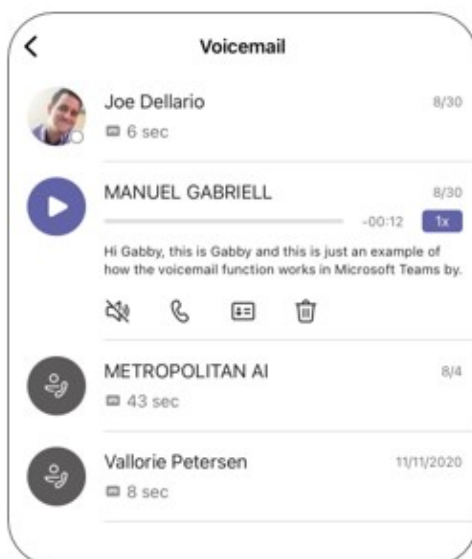 Voicemail
Joe Dellario 8/30
6 sec
MANUEL GABRIELL 8/30
-00:12 1x
Hi Gabby, this is Gabby and this is just an example of
how the voicemail function works in Microsoft Teams by.
METROPOLITAN AI 8/4
43 sec
Vallorie Petersen 11/11/2020
8 sec